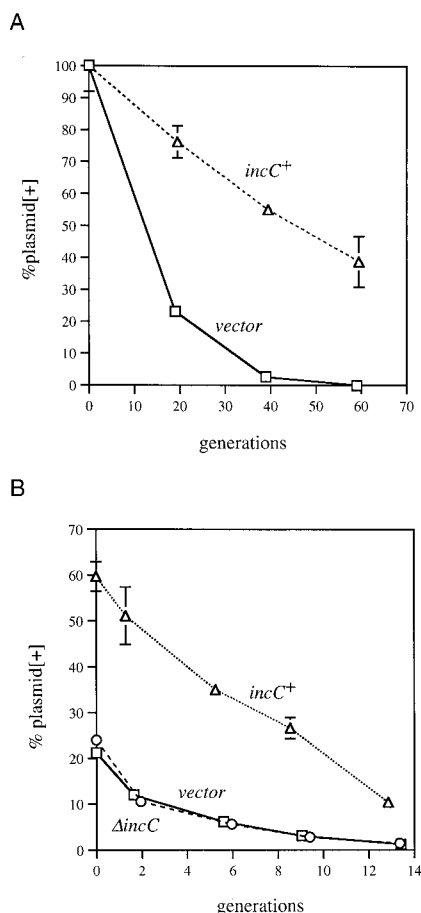 A
100
90
80
70
60
50
40
30
20
10
0
%plasmid[+]
incC+
vector
0 10 20 30 40 50 60 70
generations
B
70
60
50
40
30
20
10
0
% plasmid[+]
incC+
vector
ΔincC
0 2 4 6 8 10 12 14
generations